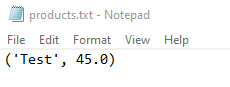 products.txt - Notepad
File Edit Format View Help
('Test', 45.0)